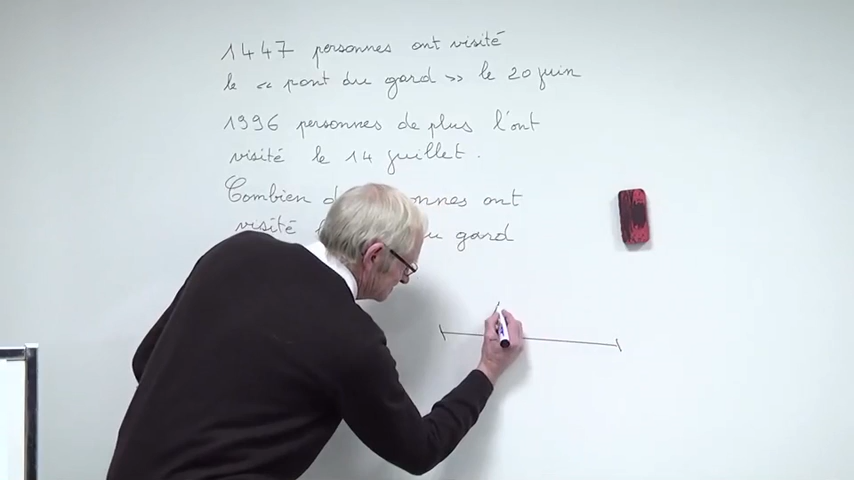 1447 personnes ont visité
le « pont du gard » le 20 juin
1996 personnes de plus l'ont
visité le 14 juillet.
Combien ont
visité gard